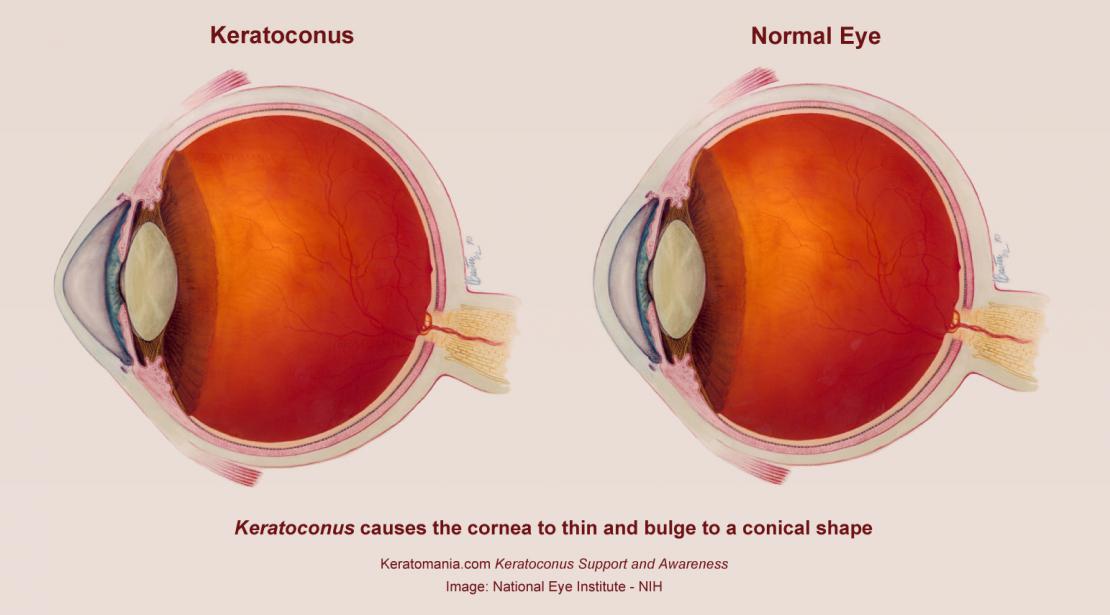 Keratoconus
Normal Eye
Keratoconus causes the cornea to thin and bulge to a conical shape
Keratomania.com Keratoconus Support and Awareness
Image: National Eye Institute - NIH